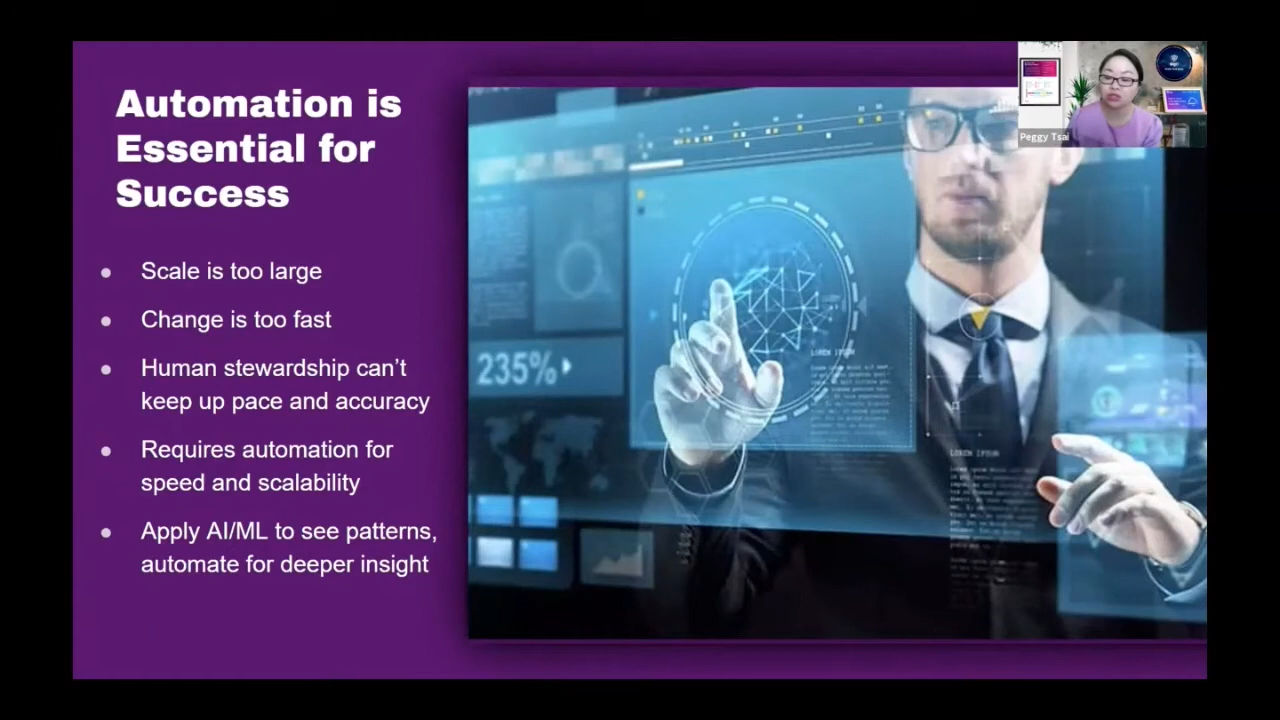 Automation is
Essential for
Success
Scale is too large
Change is too fast
Human stewardship can’t
keep up pace and accuracy
Requires automation for
speed and scalability
Apply AI/ML to see patterns,
automate for deeper insight
235%
LOREM IPSUM
LOREM IPSUM
Peggy Tsai